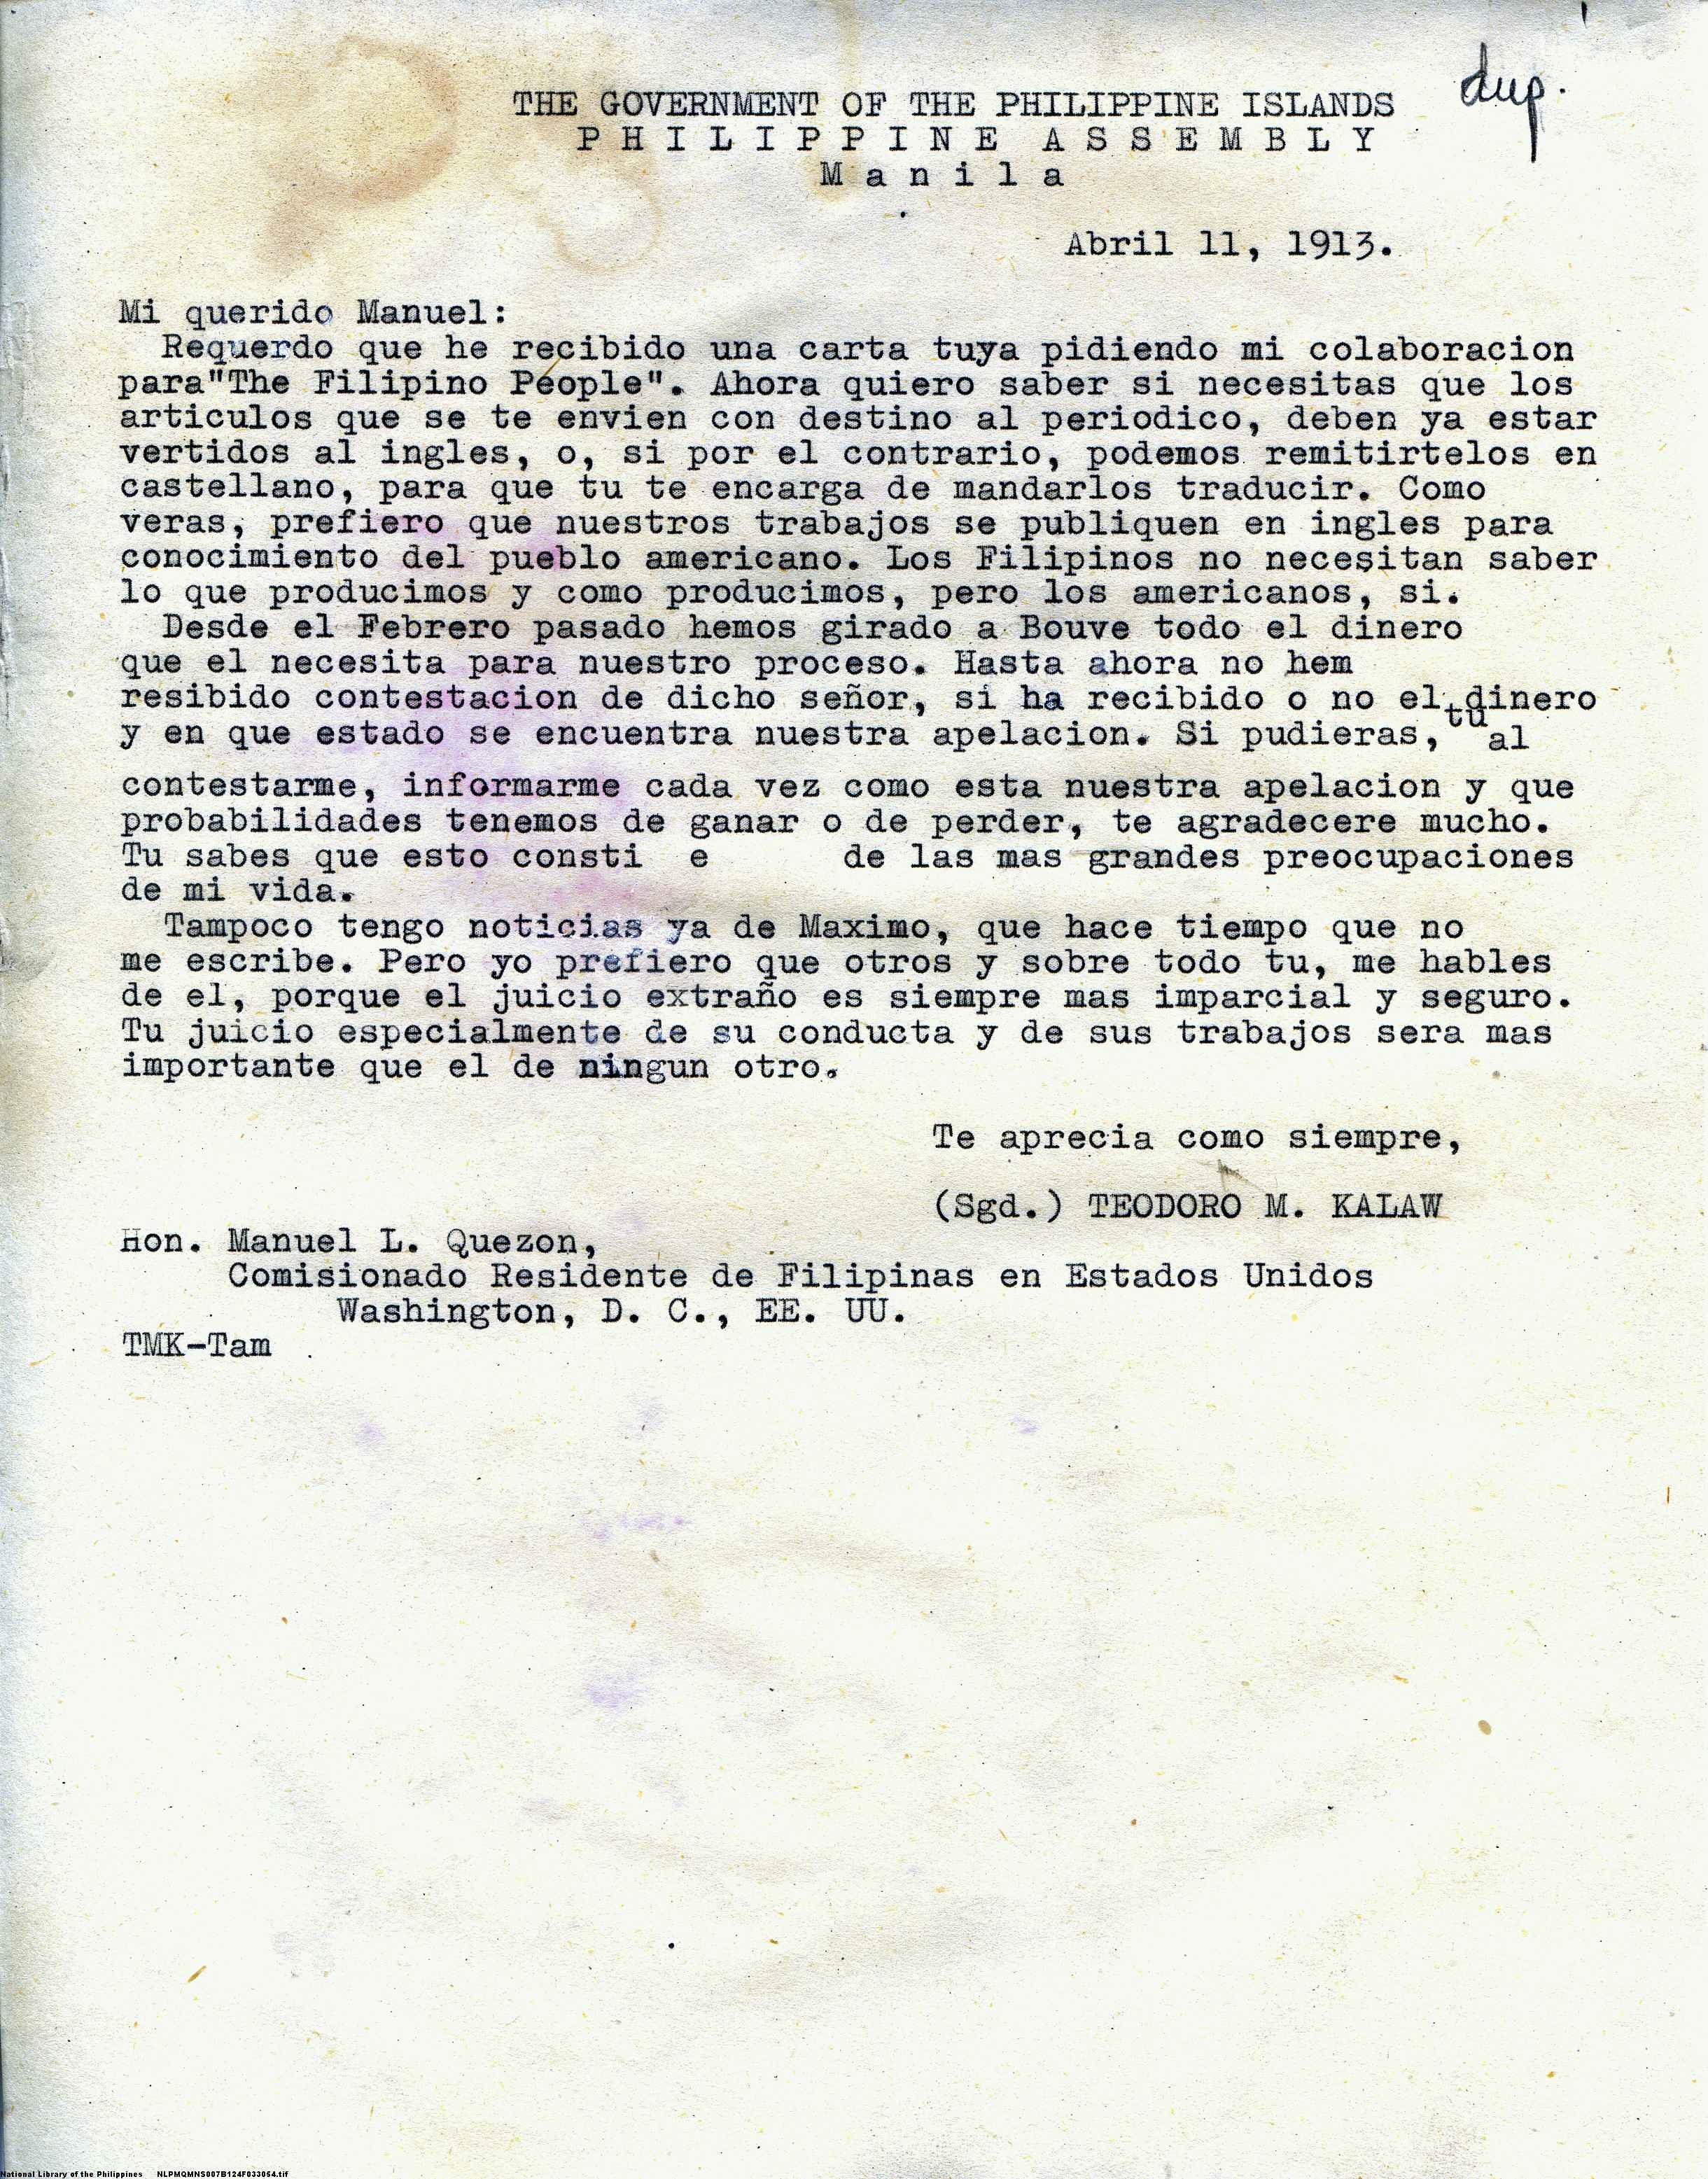 dup.
THE GOVERNMENT OF THE PHILIPPINE ISLANDS
P H I L I P P I N E  A S S E M B L Y
M a n i l a
Abril 11, 1913.
Mi querido Manuel:
Requerdo que he recibido una carta tuya pidiendo mi colaboracion
para"The Filipino People". Ahora quiero saber si necesitas que los
articulos que se te envien con destino al periodico, deben ya estar
vertidos al ingles, o, si por el contrario, podemos remitirtelos en
castellano, para que tu te encarga de mandarlos traducir. Como
veras, prefiero que nuestros trabajos se publiquen en ingles para
conocimiento del pueblo americano. Los Filipinos no necesitan saber
lo que producimos y como producimos, pero los americanos, si.
Desde el Febrero pasado hemos girado a Bouve todo el dinero
que el necesita para nuestro proceso. Hasta ahora no hem
resibido contestacion de dicho señor, si ha recibido o no el dinero
y en que estado se encuentra nuestra apelacion. Si pudieras, tu al
contestarme, informarme cada vez como esta nuestra apelacion y que
probabilidades tenemos de ganar o de perder, te agradecere mucho.
Tu sabes que esto consti e de las mas grandes preocupaciones
de mi vida.
Tampoco tengo noticias ya de Maximo, que hace tiempo que no
me escribe. Pero yo prefiero que otros y sobre todo tu, me hables
de el, porque el juicio extraño es siempre mas imparcial y seguro.
Tu juicio especialmente de su conducta y de sus trabajos sera mas
importante que el de ningun otro.
Te aprecia como siempre,
(Sgd.) TEODORO M. KALAW
Hon. Manuel L. Quezon,
Comisionado Residente de Filipinas en Estados Unidos
Washington, D. C., EE. UU.
TMK-Tam
National Library of the Philippines NLPMQMNS007B124F033054.tif